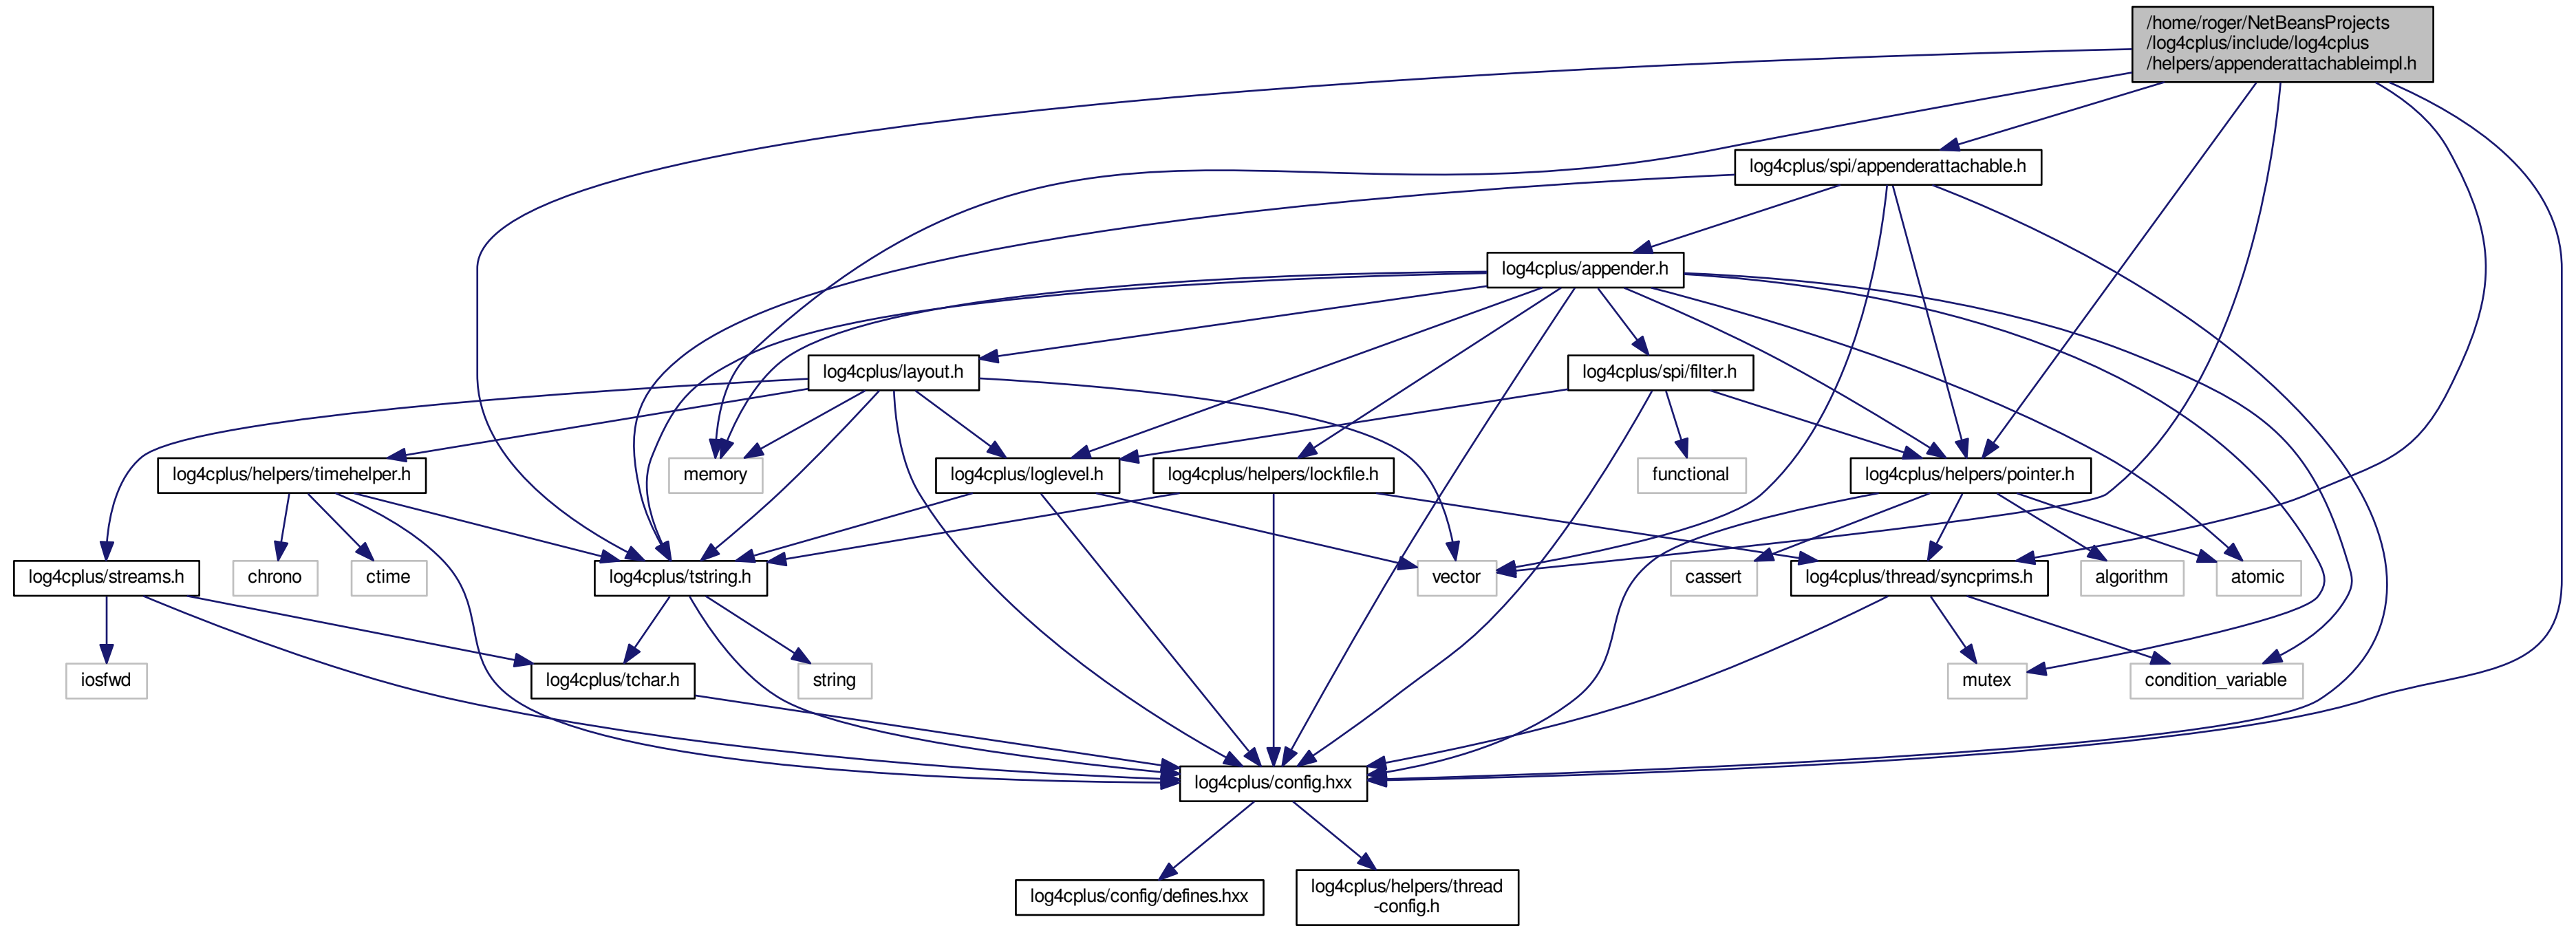 /home/roger/NetBeansProjects
/log4cplus/include/log4cplus
/helpers/appenderattachableimpl.h
log4cplus/spi/appenderattachable.h
log4cplus/appender.h
log4cplus/layout.h
log4cplus/spi/filter.h
log4cplus/helpers/timehelper.h
memory
log4cplus/loglevel.h
log4cplus/helpers/lockfile.h
functional
log4cplus/helpers/pointer.h
log4cplus/streams.h
chrono
ctime
log4cplus/tstring.h
vector
cassert
log4cplus/thread/syncprims.h
algorithm
atomic
iosfwd
log4cplus/tchar.h
string
mutex
condition_variable
log4cplus/config.hxx
log4cplus/config/defines.hxx
log4cplus/helpers/thread
-config.h